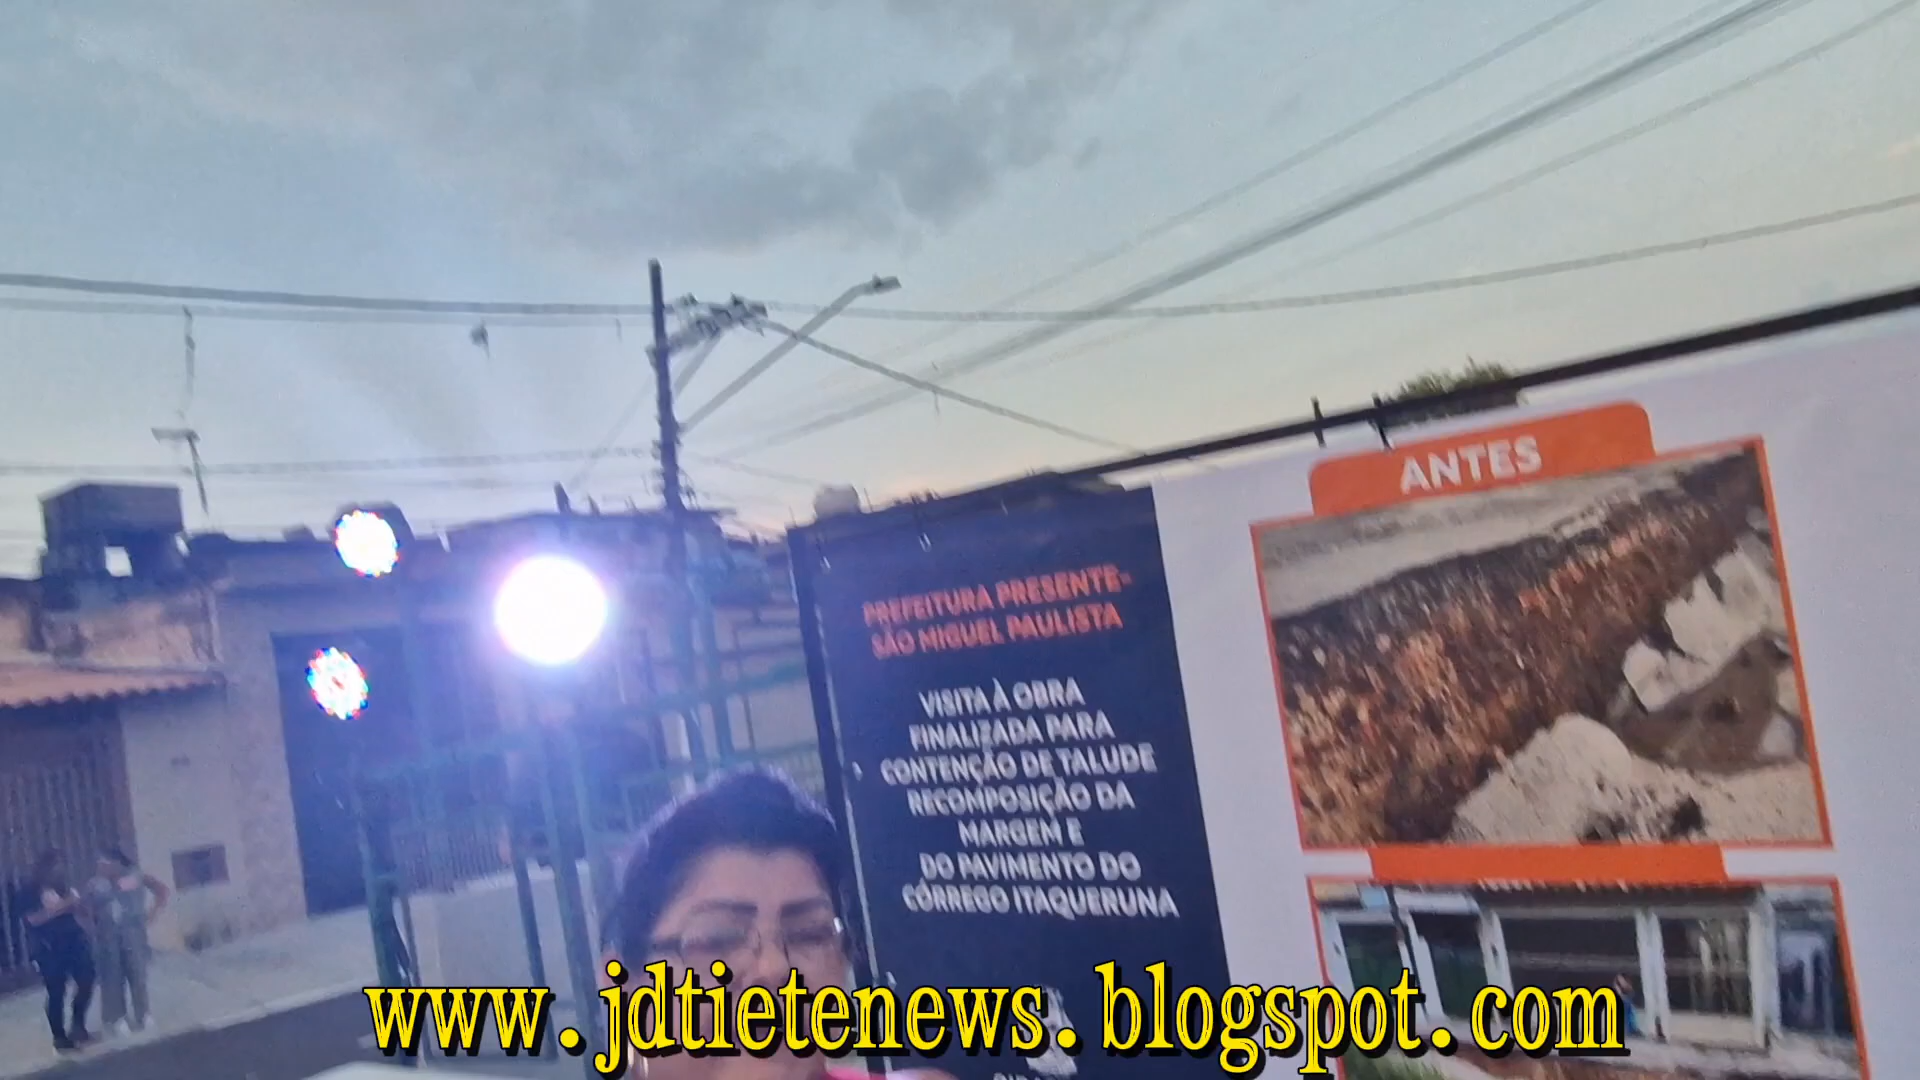 ANTES
PREFEITURA PRESENTE-
SÃO MIGUEL PAULISTA
VISITA À OBRA
FINALIZADA PARA
CONTENÇÃO DE TALUDE
RECOMPOSIÇÃO DA
MARGEM E
DO PAVIMENTO DO
CÓRREGO ITAQUERUNA
www.jdtietenews.blogspot.com